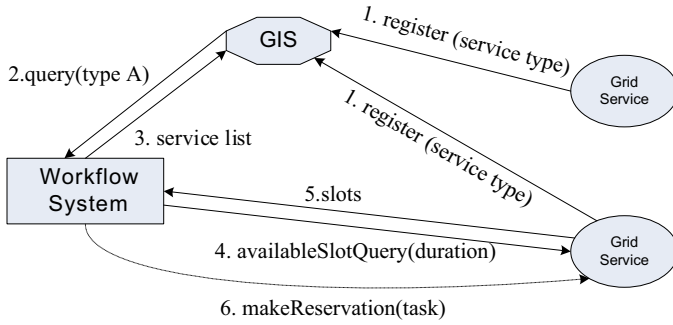 1. register (service type)
GIS
2.query(type A)
Grid
Service
1. register (service type)
3. service list
Workflow
System
5.slots
4. availableSlotQuery(duration)
Grid
Service
6. makeReservation(task)